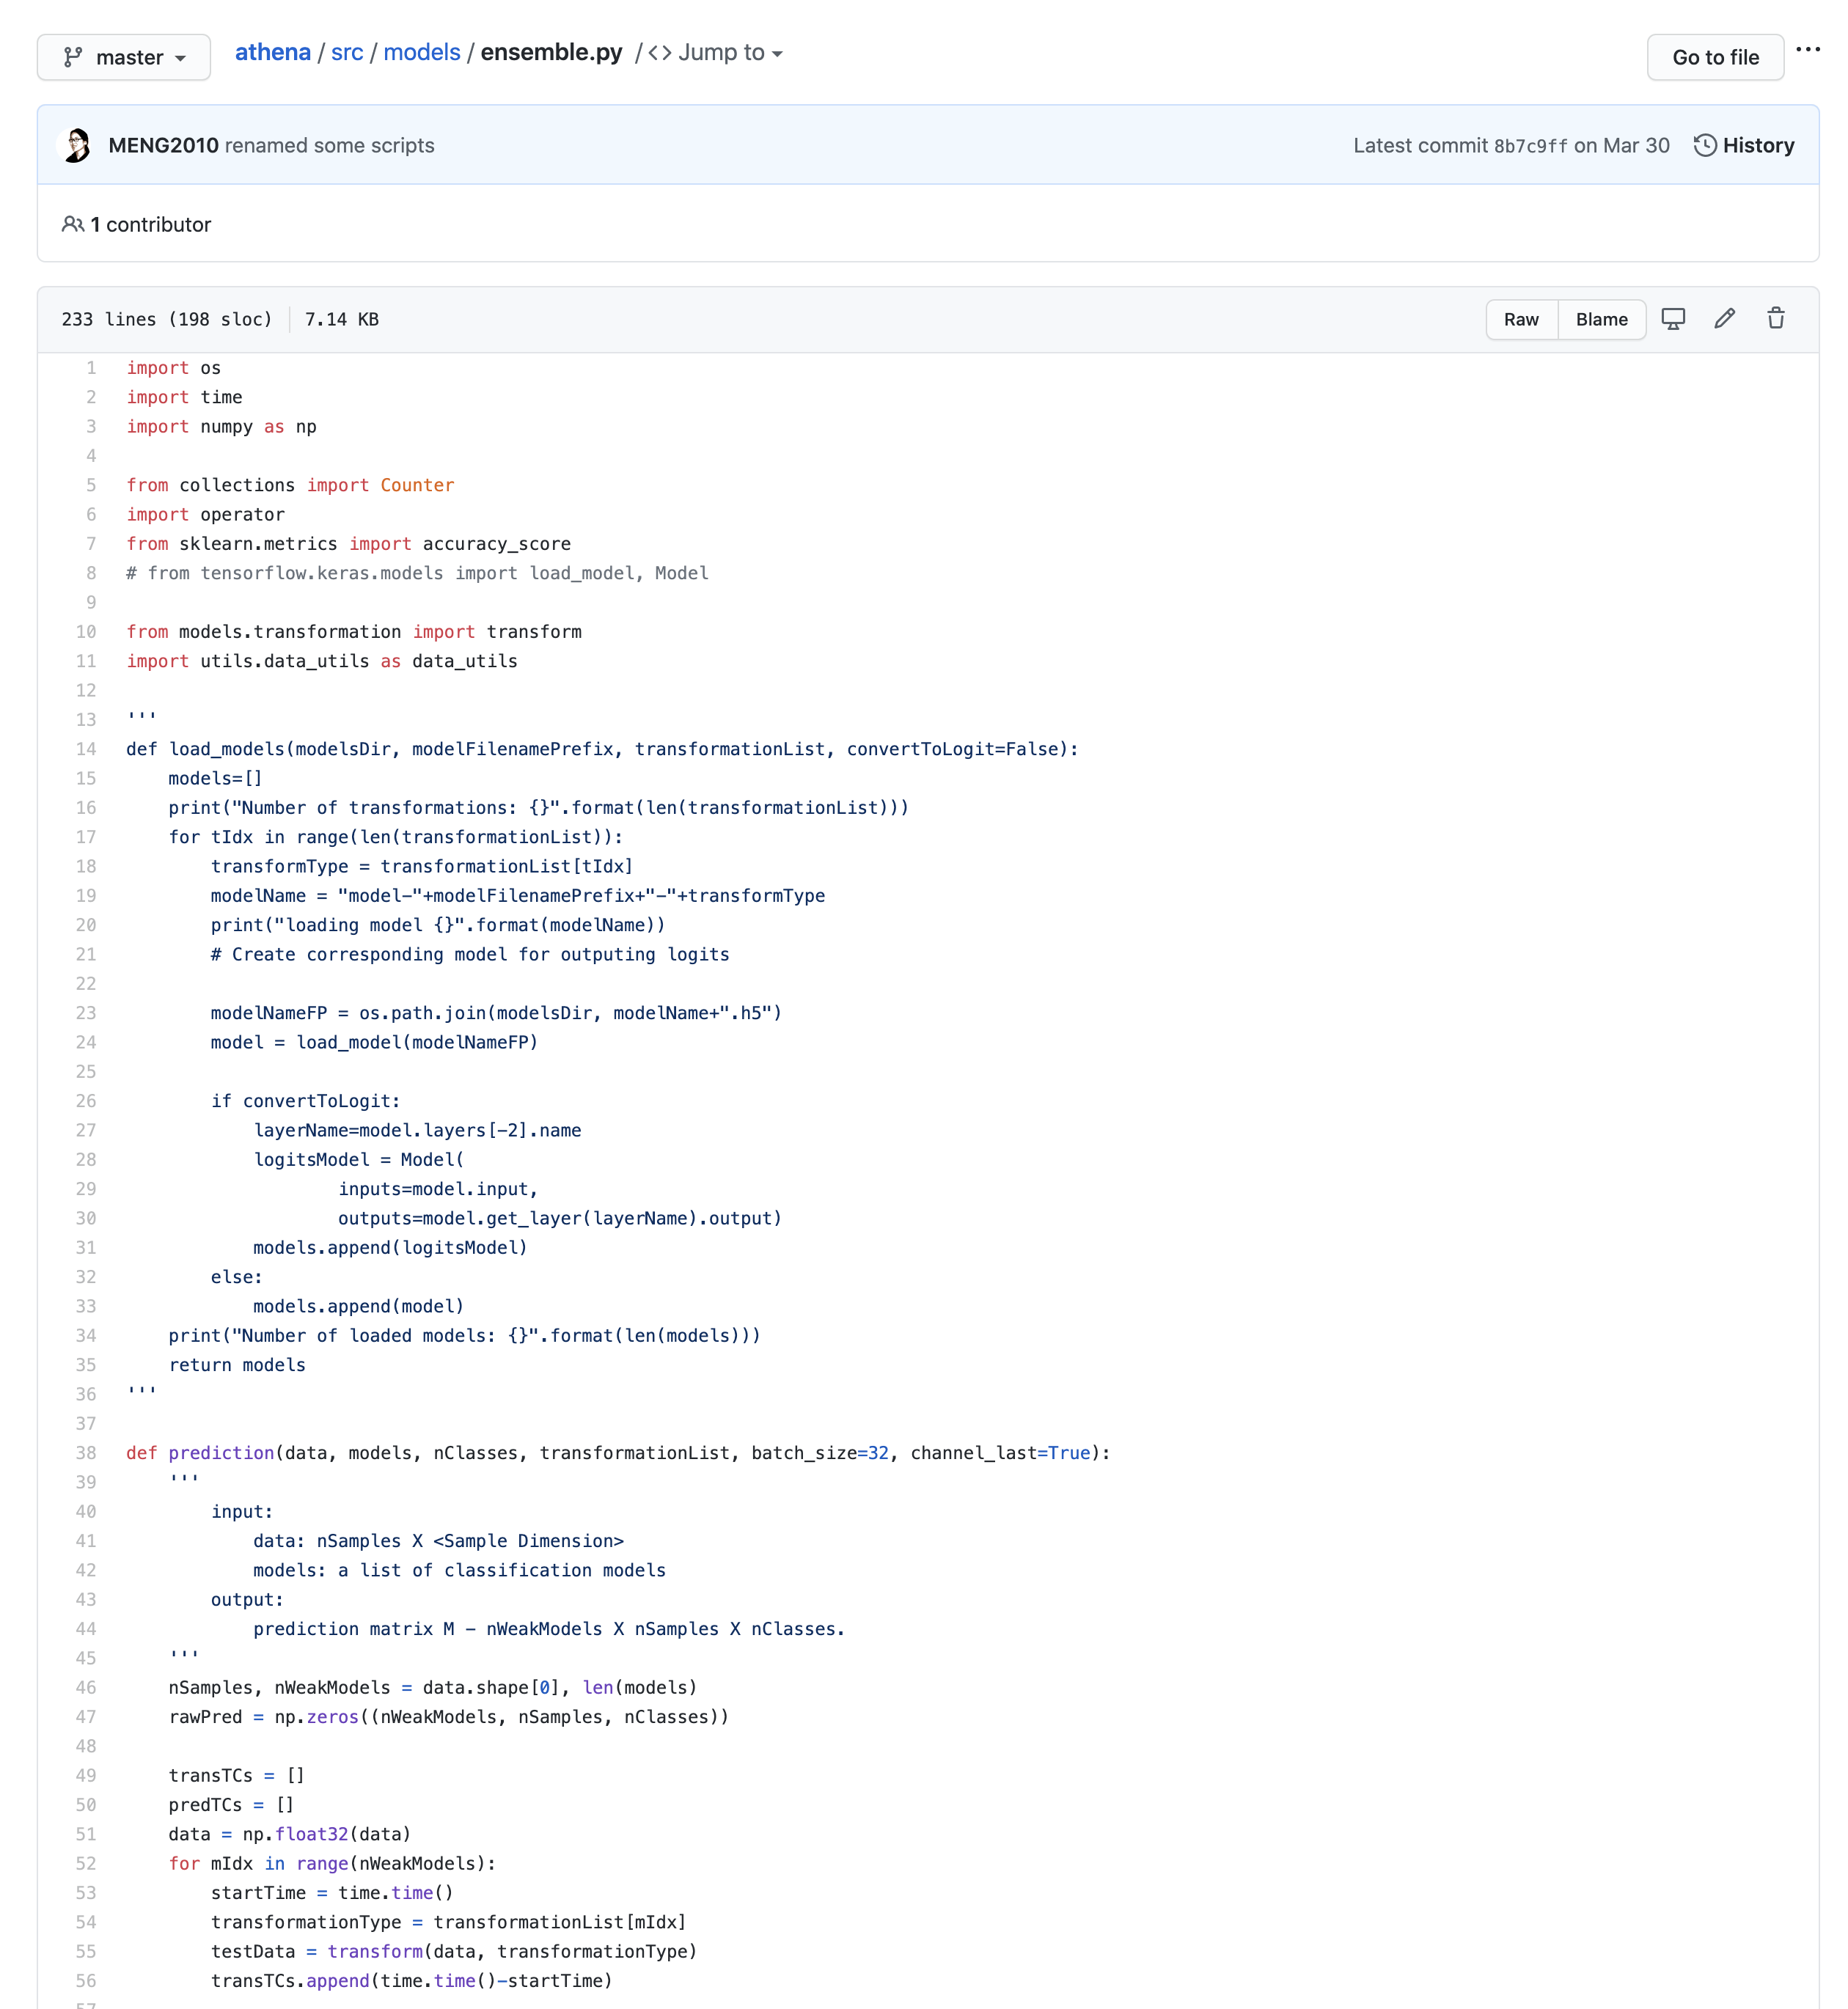 master athena / src / models / ensemble.py / <> Jump to Go to file ...
MENG2010 renamed some scripts Latest commit 8b7c9ff on Mar 30 History
1 contributor
233 lines (198 sloc) 7.14 KB Raw Blame
1 import os
2 import time
3 import numpy as np
4
5 from collections import Counter
6 import operator
7 from sklearn.metrics import accuracy_score
8 # from tensorflow.keras.models import load_model, Model
9
10 from models.transformation import transform
11 import utils.data_utils as data_utils
12
13 '''
14 def load_models(modelsDir, modelFilenamePrefix, transformationList, convertToLogit=False):
15     models=[]
16     print("Number of transformations: {}".format(len(transformationList)))
17     for tIdx in range(len(transformationList)):
18         transformType = transformationList[tIdx]
19         modelName = "model-"+modelFilenamePrefix+"-"+transformType
20         print("loading model {}".format(modelName))
21         # Create corresponding model for outputing logits
22
23         modelNameFP = os.path.join(modelsDir, modelName+".h5")
24         model = load_model(modelNameFP)
25
26         if convertToLogit:
27             layerName=model.layers[-2].name
28             logitsModel = Model(
29                     inputs=model.input,
30                     outputs=model.get_layer(layerName).output)
31             models.append(logitsModel)
32         else:
33             models.append(model)
34     print("Number of loaded models: {}".format(len(models)))
35     return models
36 '''
37
38 def prediction(data, models, nClasses, transformationList, batch_size=32, channel_last=True):
39     '''
40         input:
41             data: nSamples X <Sample Dimension>
42             models: a list of classification models
43         output:
44             prediction matrix M - nWeakModels X nSamples X nClasses.
45     '''
46     nSamples, nWeakModels = data.shape[0], len(models)
47     rawPred = np.zeros((nWeakModels, nSamples, nClasses))
48
49     transTCs = []
50     predTCs = []
51     data = np.float32(data)
52     for mIdx in range(nWeakModels):
53         startTime = time.time()
54         transformationType = transformationList[mIdx]
55         testData = transform(data, transformationType)
56         transTCs.append(time.time()-startTime)
57